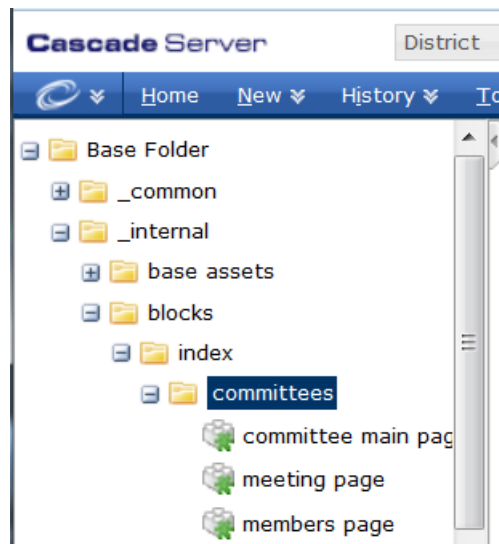 Cascade Server District
Home New History
Base Folder
_common
_internal
base assets
blocks
index
committees
committee main pag
meeting page
members page